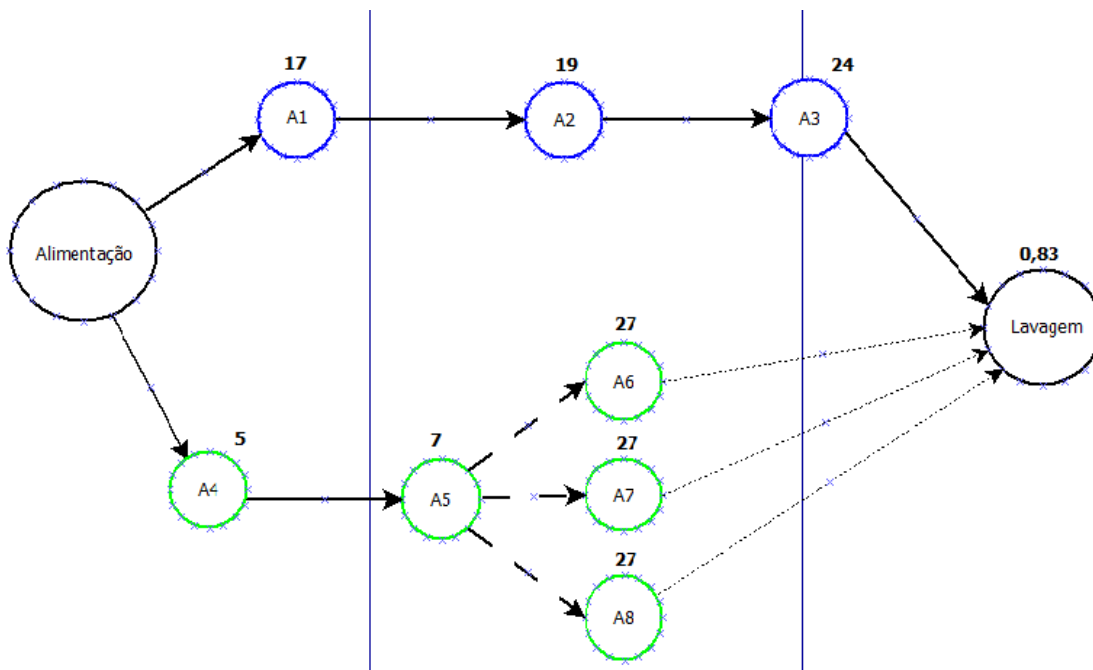 17
A1
19
A2
24
A3
Alimentação
0,83
Lavagem
27
A6
5
A4
7
A5
27
A7
27
A8